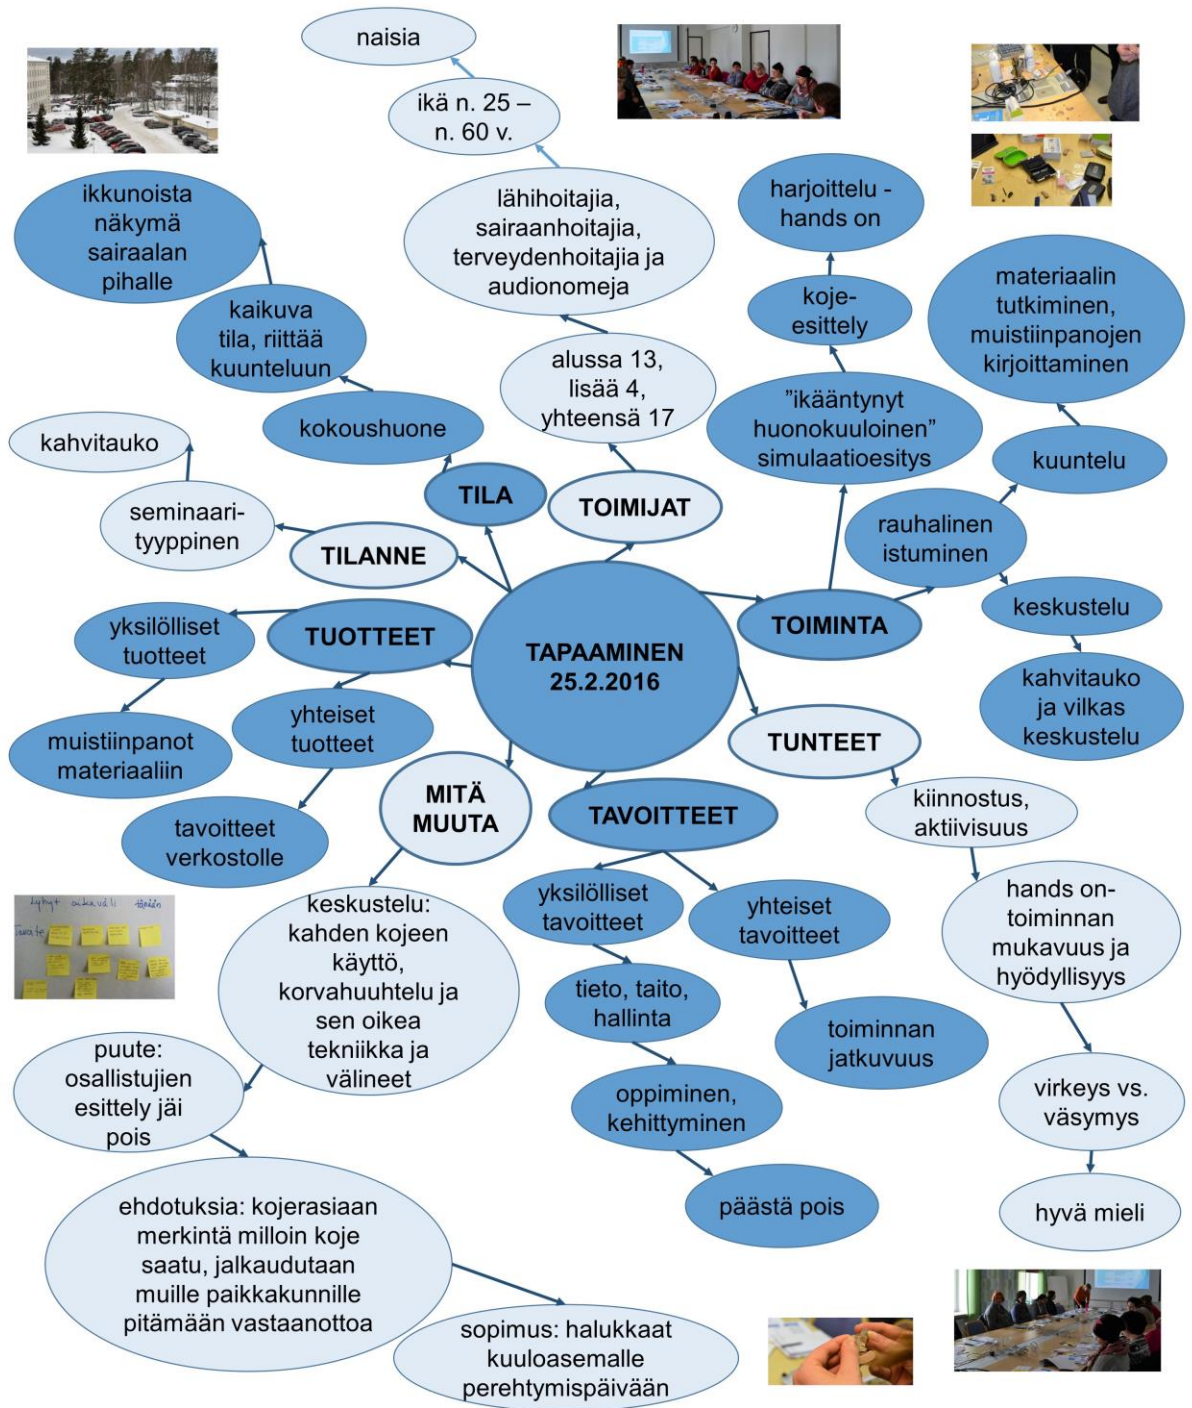 naisia
ikä n. 25 –
n. 60 v.
lähihoitajia,
sairaanhoitajia,
terveydenhoitajia ja
audionomeja
alussa 13,
lisää 4,
yhteensä 17
TOIMIJAT
ikkunoista
näkymä
sairaalan
pihalle
kaikuva
tila, riittää
kuunteluun
kokoushuone
TILA
kahvitauko
seminaari-
tyyppinen
TILANNE
harjoittelu -
hands on
koje-
esittely
"ikääntynyt
huonokuuloinen"
simulaatioesitys
materiaalin
tutkiminen,
muistiinpanojen
kirjoittaminen
kuuntelu
rauhalinen
istuminen
keskustelu
kahvitauko
ja vilkas
keskustelu
TOIMINTA
TAPAAMINEN
25.2.2016
TUOTTEET
yksilölliset
tuotteet
muistiinpanot
materiaaliin
yhteiset
tuotteet
tavoitteet
verkostolle
MITÄ
MUUTA
keskustelu:
kahden kojeen
käyttö,
korvahuuhtelu ja
sen oikea
tekniikka ja
välineet
puute:
osallistujien
esittely jäi
pois
ehdotuksia: kojerasiaan
merkintä milloin koje
saatu, jalkaudutaan
muille paikkakunnille
pitämään vastaanottoa
sopimus: halukkaat
kuuloasemalle
perehtymispäivään
TAVOITTEET
yksilölliset
tavoitteet
tieto, taito,
hallinta
oppiminen,
kehittyminen
päästä pois
yhteiset
tavoitteet
toiminnan
jatkuvuus
TUNTEET
kiinnostus,
aktiivisuus
hands on-
toiminnan
mukavuus ja
hyödyllisyys
virkeys vs.
väsymys
hyvä mieli
Lyhyt aikaväli